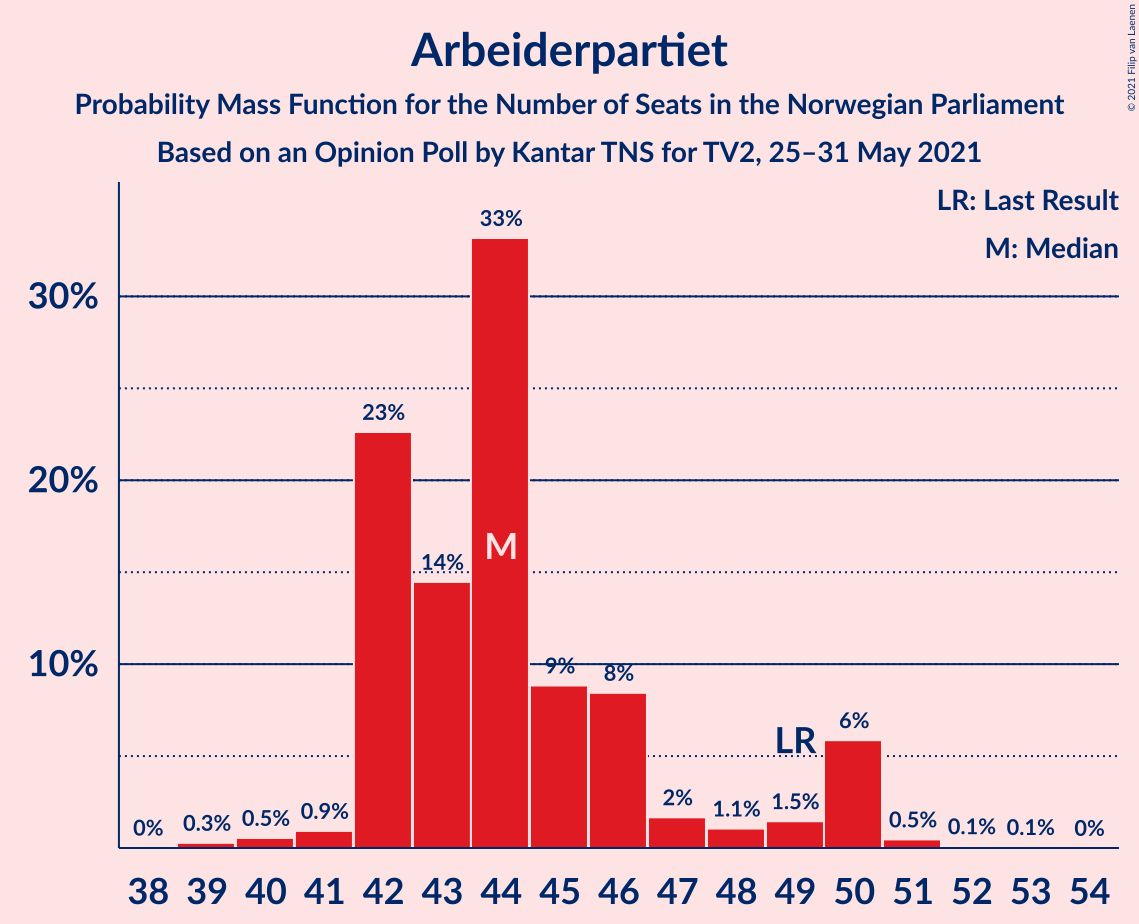 © 2021 Filip van Laenen
Arbeiderpartiet
Probability Mass Function for the Number of Seats in the Norwegian Parliament
Based on an Opinion Poll by Kantar TNS for TV2, 25–31 May 2021
LR: Last Result
M: Median
33%
30%
23%
20%
M
14%
10%
9%
8%
LR
6%
0%
0.3%
0.5%
0.9%
2%
1.1%
1.5%
0.5%
0.1%
0.1%
0%
38 39 40 41 42 43 44 45 46 47 48 49 50 51 52 53 54